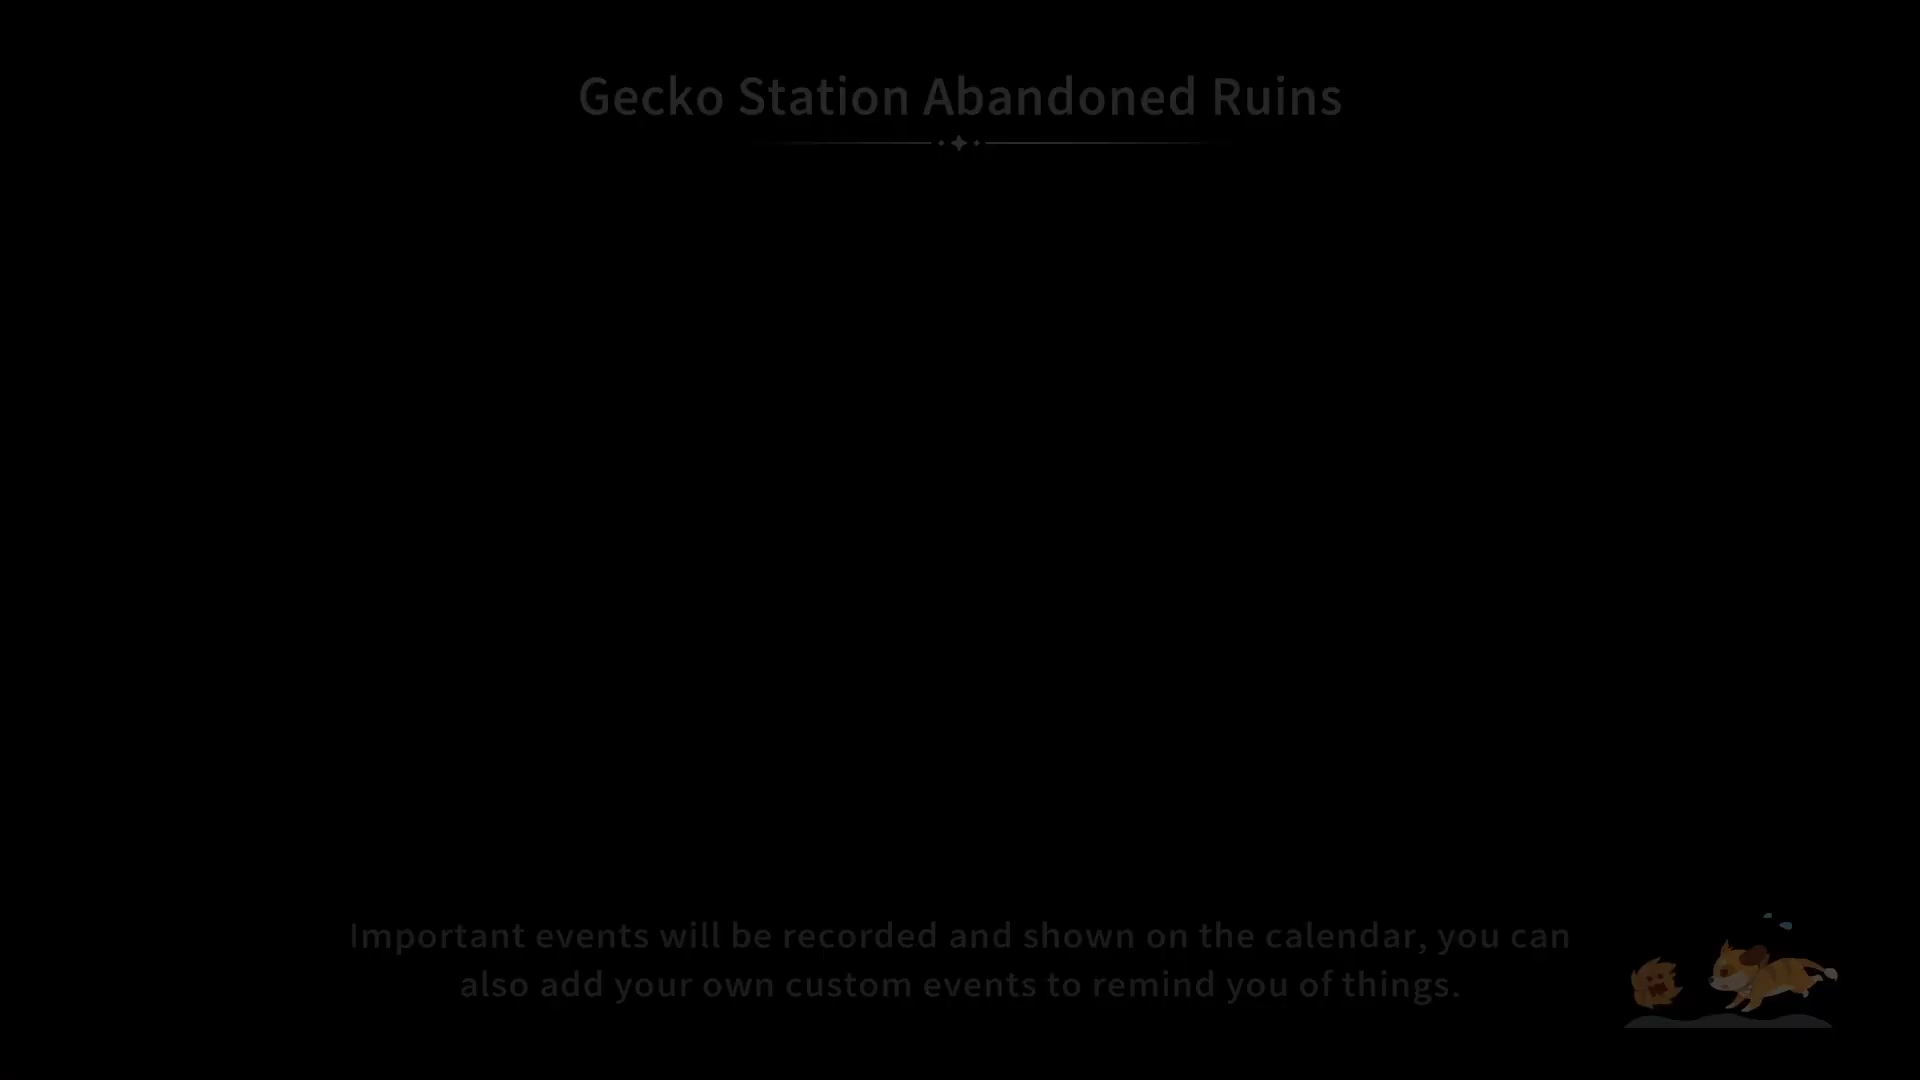 Gecko Station Abandoned Ruins
Important events will be recorded and shown on the calendar, you can
also add your own custom events to remind you of things.